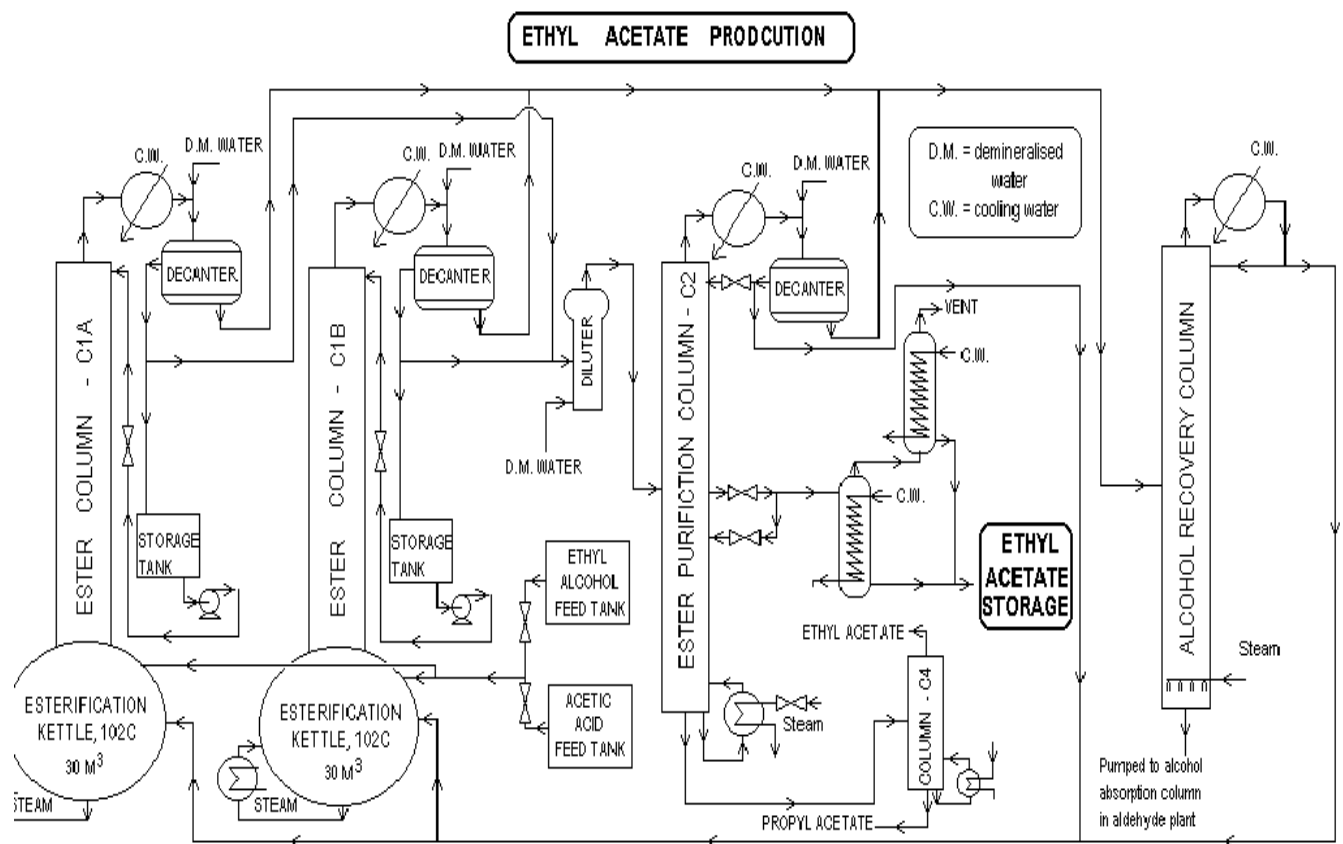 ETHYL ACETATE PRODCUTION
C.W.
D.M. WATER
C.W.
D.M. WATER
C.W.
D.M. WATER
D.M. = demineralised
water
C.W. = cooling water
C.W.
DECANTER
DECANTER
DECANTER
ESTER COLUMN - C1A
ESTER COLUMN - C1B
DILUTER
D.M. WATER
ESTER PURIFICTION COLUMN - C2
VENT
C.W.
C.W.
ALCOHOL RECOVERY COLUMN
STORAGE
TANK
STORAGE
TANK
ETHYL
ALCOHOL
FEED TANK
ACETIC
ACID
FEED TANK
ETHYL
ACETATE
STORAGE
ETHYL ACETATE
COLUMN - C4
PROPYL ACETATE
Steam
Steam
ESTERIFICATION
KETTLE, 102C
30 M³
STEAM
ESTERIFICATION
KETTLE, 102C
30 M³
STEAM
Pumped to alcohol
absorption column
in aldehyde plant